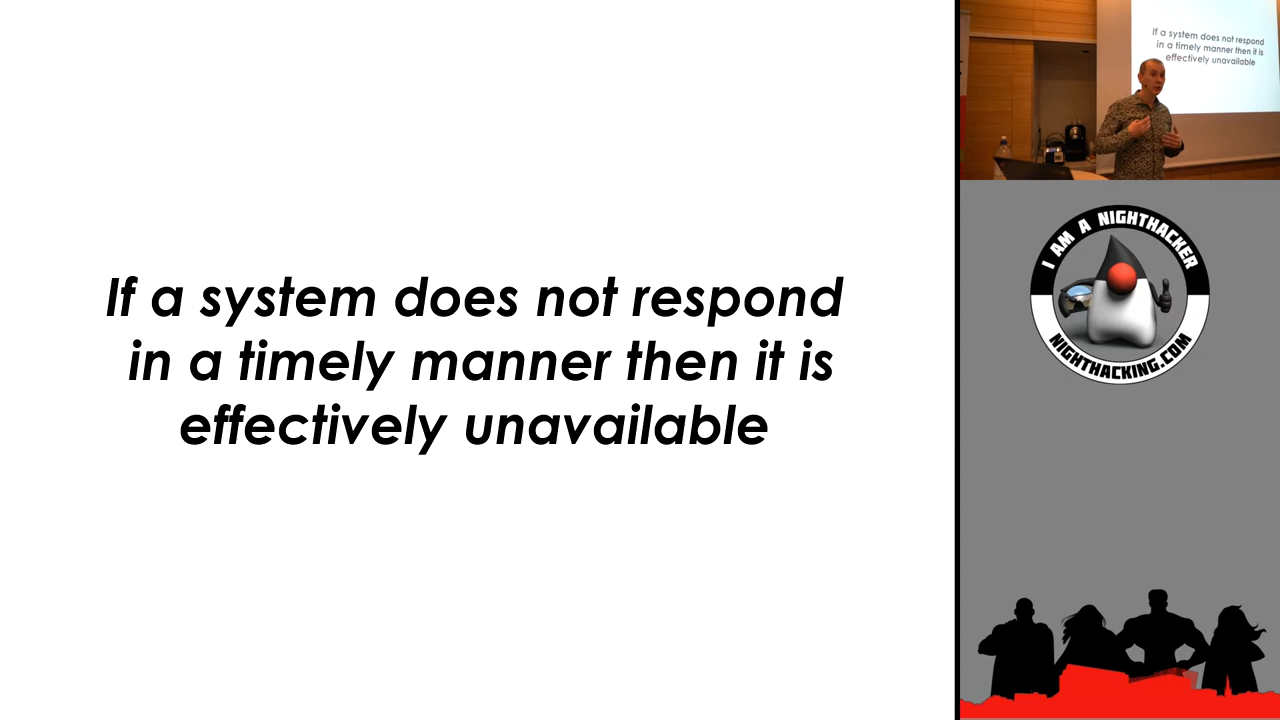 If a system does not respond
in a timely manner then it is
effectively unavailable
If a system does not respond
in a timely manner then it is
effectively unavailable
I AM A NIGHTHACKER
NIGHTHACKING.COM